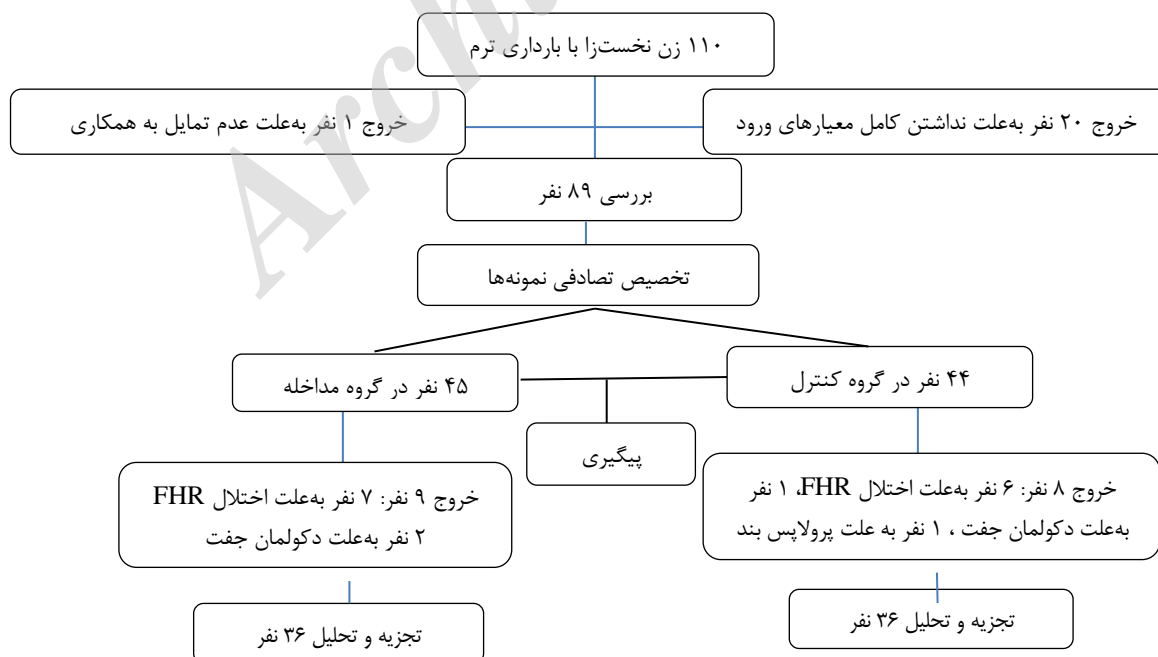 ۱۱۰ زن نخست‌زا با بارداری ترم
خروج ۲۰ نفر به‌علت نداشتن کامل معیارهای ورود
خروج ۱ نفر به‌علت عدم تمایل به همکاری
بررسی ۸۹ نفر
تخصیص تصادفی نمونه‌ها
۴۴ نفر در گروه کنترل
۴۵ نفر در گروه مداخله
پیگیری
خروج ۸ نفر: ۶ نفر به‌علت اختلال FHR، ۱ نفر
به‌علت دکولمان جفت ، ۱ نفر به علت پرولاپس بند
خروج ۹ نفر: ۷ نفر به‌علت اختلال FHR
۲ نفر به‌علت دکولمان جفت
تجزیه و تحلیل ۳۶ نفر
تجزیه و تحلیل ۳۶ نفر